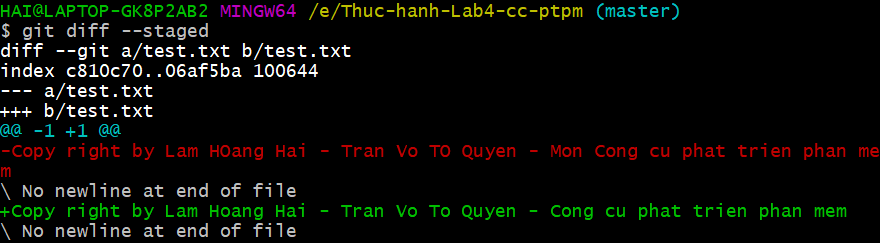 HAI@LAPTOP-GK8P2AB2 MINGW64 /e/Thuc-hanh-Lab4-cc-ptpm (master)
$ git diff --staged
diff --git a/test.txt b/test.txt
index c810c70..06af5ba 100644
--- a/test.txt
+++ b/test.txt
@@ -1 +1 @@
-Copy right by Lam HOang Hai - Tran Vo TO Quyen - Mon Cong cu phat trien phan me
m
\ No newline at end of file
+Copy right by Lam Hoang Hai - Tran Vo To Quyen - Cong cu phat trien phan mem
\ No newline at end of file